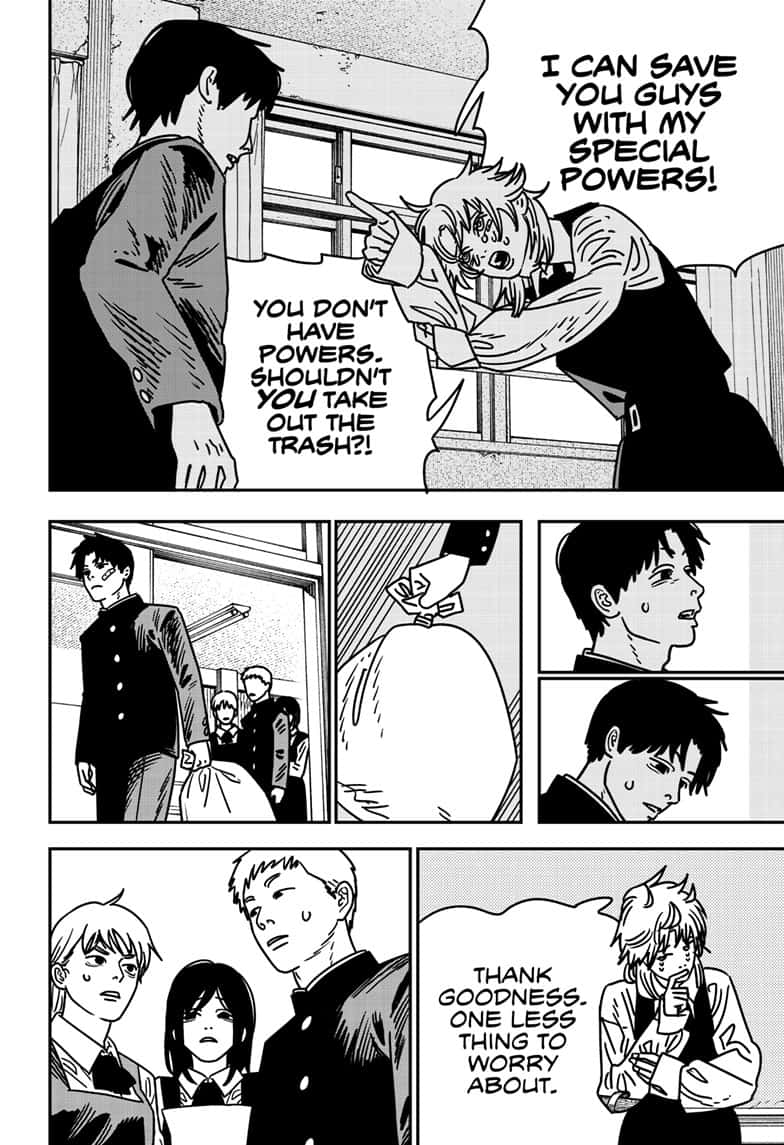 I CAN SAVE
YOU GUYS
WITH MY
SPECIAL
POWERS!
YOU DON'T
HAVE
POWERS.
SHOULDN'T
YOU TAKE
OUT THE
TRASH?!
THANK
GOODNESS.
ONE LESS
THING TO
WORRY
ABOUT.